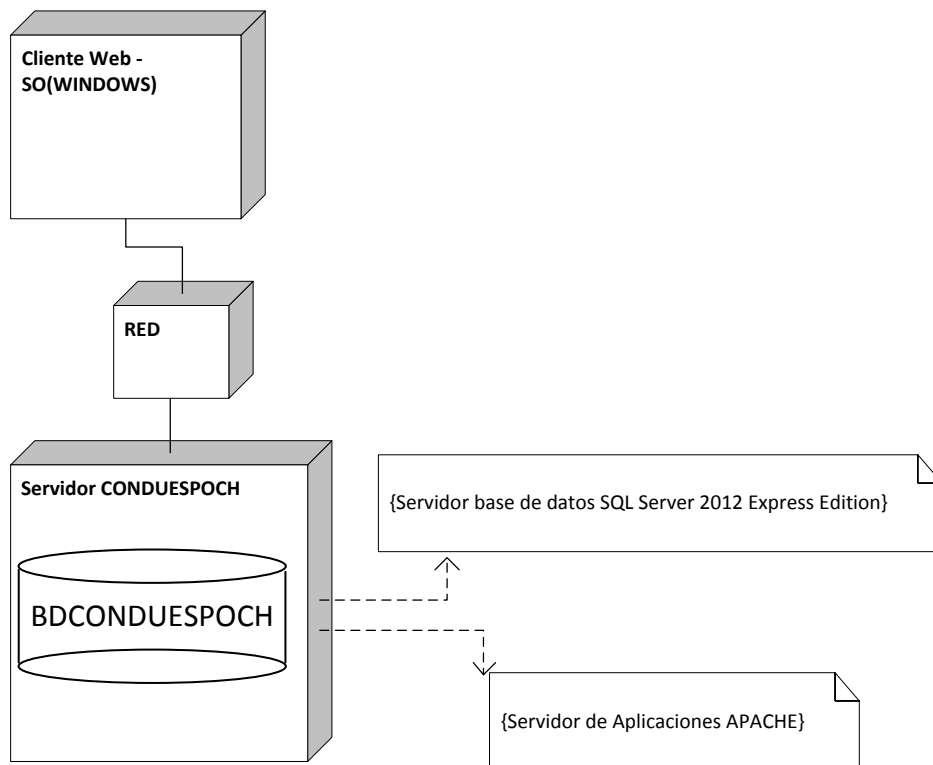 Cliente Web -
SO(WINDOWS)
RED
Servidor CONDUESPOCH
{Servidor base de datos SQL Server 2012 Express Edition}
BDCONDUESPOCH
{Servidor de Aplicaciones APACHE}